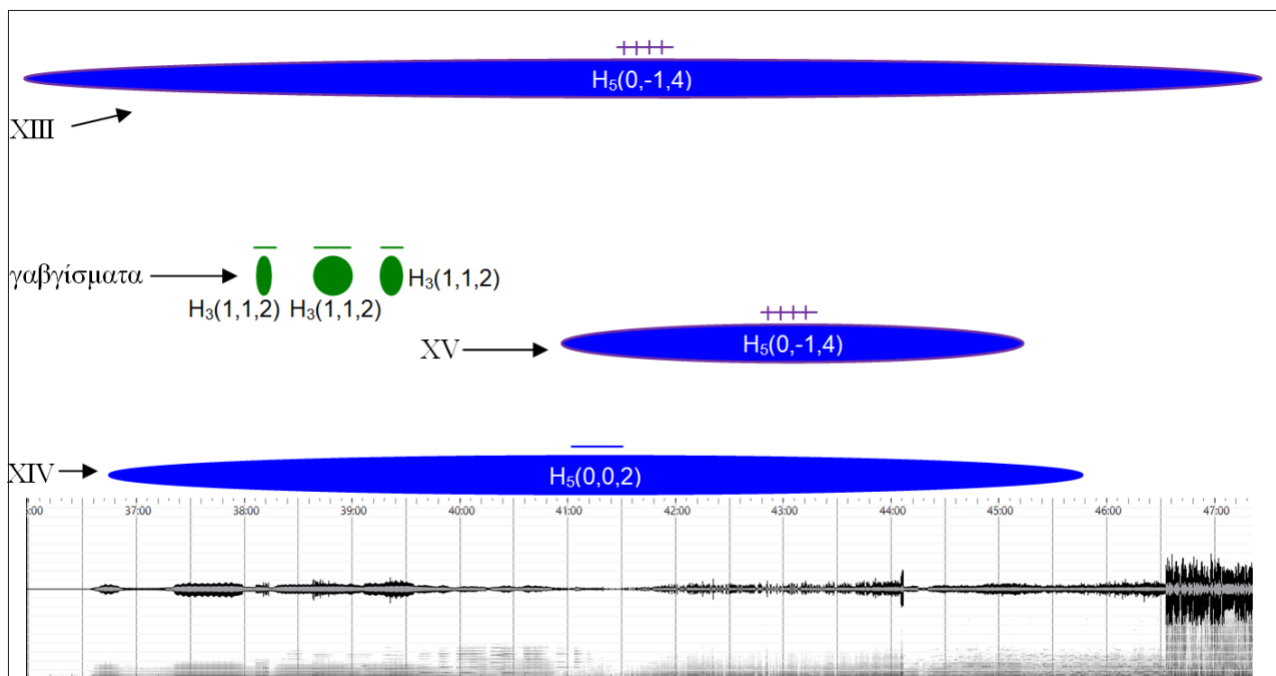 H₅(0,-1,4)
XIII
γαβγίσματα
H₃(1,1,2)
H₃(1,1,2) H₃(1,1,2)
XV
H₅(0,-1,4)
XIV
H₅(0,0,2)
:00 37:00 38:00 39:00 40:00 41:00 42:00 43:00 44:00 45:00 46:00 47:00